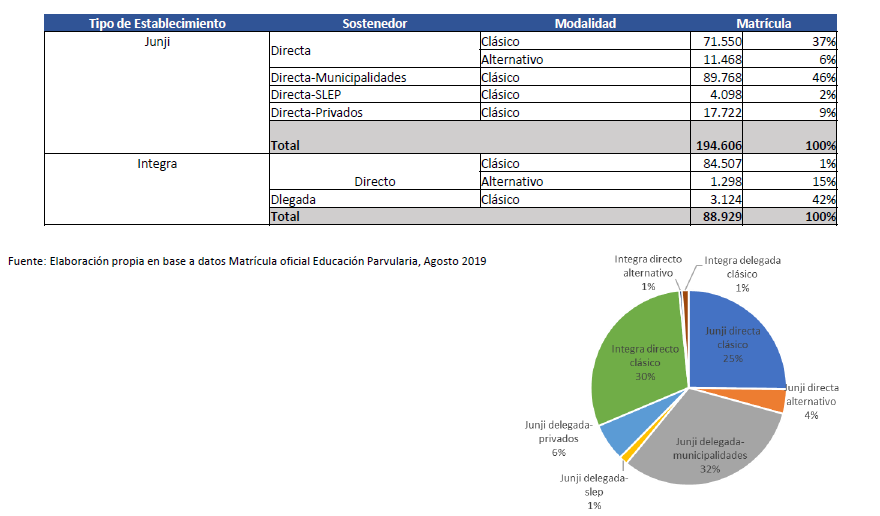 Tipo de Establecimiento Sostenedor Modalidad Matrícula
Junji Directa Clásico 71.550 37%
Alternativo 11.468 6%
Directa-Municipalidades Clásico 89.768 46%
Directa-SLEP Clásico 4.098 2%
Directa-Privados Clásico 17.722 9%
Total 194.606 100%
Integra Clásico 84.507 1%
Directo Alternativo 1.298 15%
Dlegada Clásico 3.124 42%
Total 88.929 100%
Fuente: Elaboración propia en base a datos Matrícula oficial Educación Parvularia, Agosto 2019
Integra directo
alternativo
1%
Integra delegada
clásico
1%
Junji directa
clásico
25%
Integra directo
clásico
30%
Junji directa
alternativo
4%
Junji delegada-
privados
6%
Junji delegada-
municipalidades
32%
Junji delegada-
slep
1%